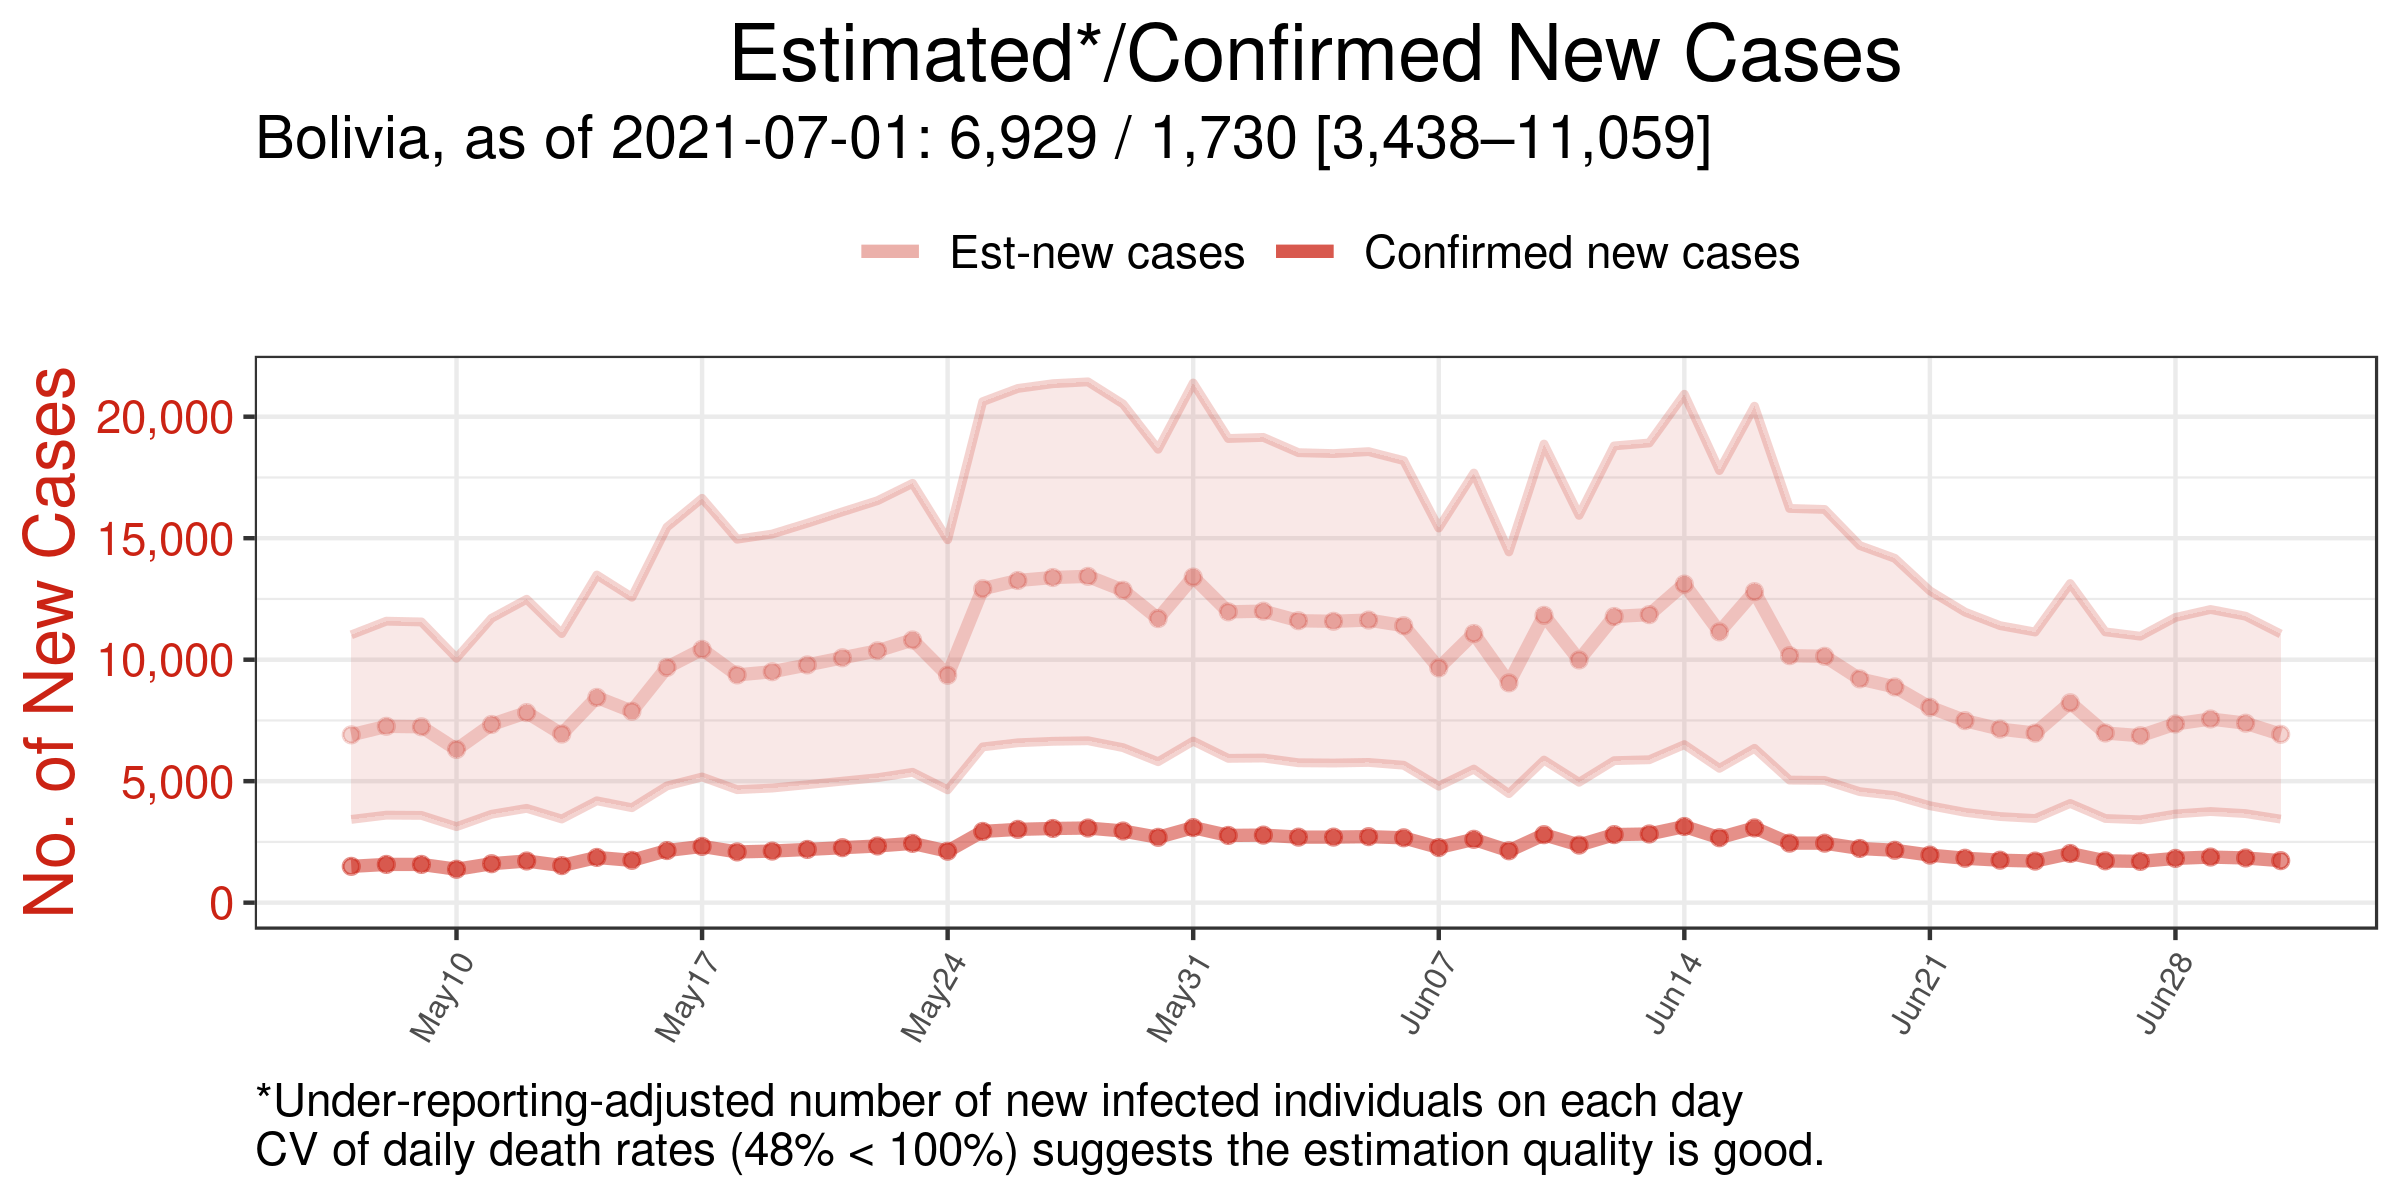 Estimated*/Confirmed New Cases
Bolivia, as of 2021-07-01: 6,929 / 1,730 [3,438–11,059]
Est-new cases
Confirmed new cases
No. of New Cases
20,000
15,000
10,000
5,000
0
May10
May17
May24
May31
Jun07
Jun14
Jun21
Jun28
*Under-reporting-adjusted number of new infected individuals on each day
CV of daily death rates (48% < 100%) suggests the estimation quality is good.